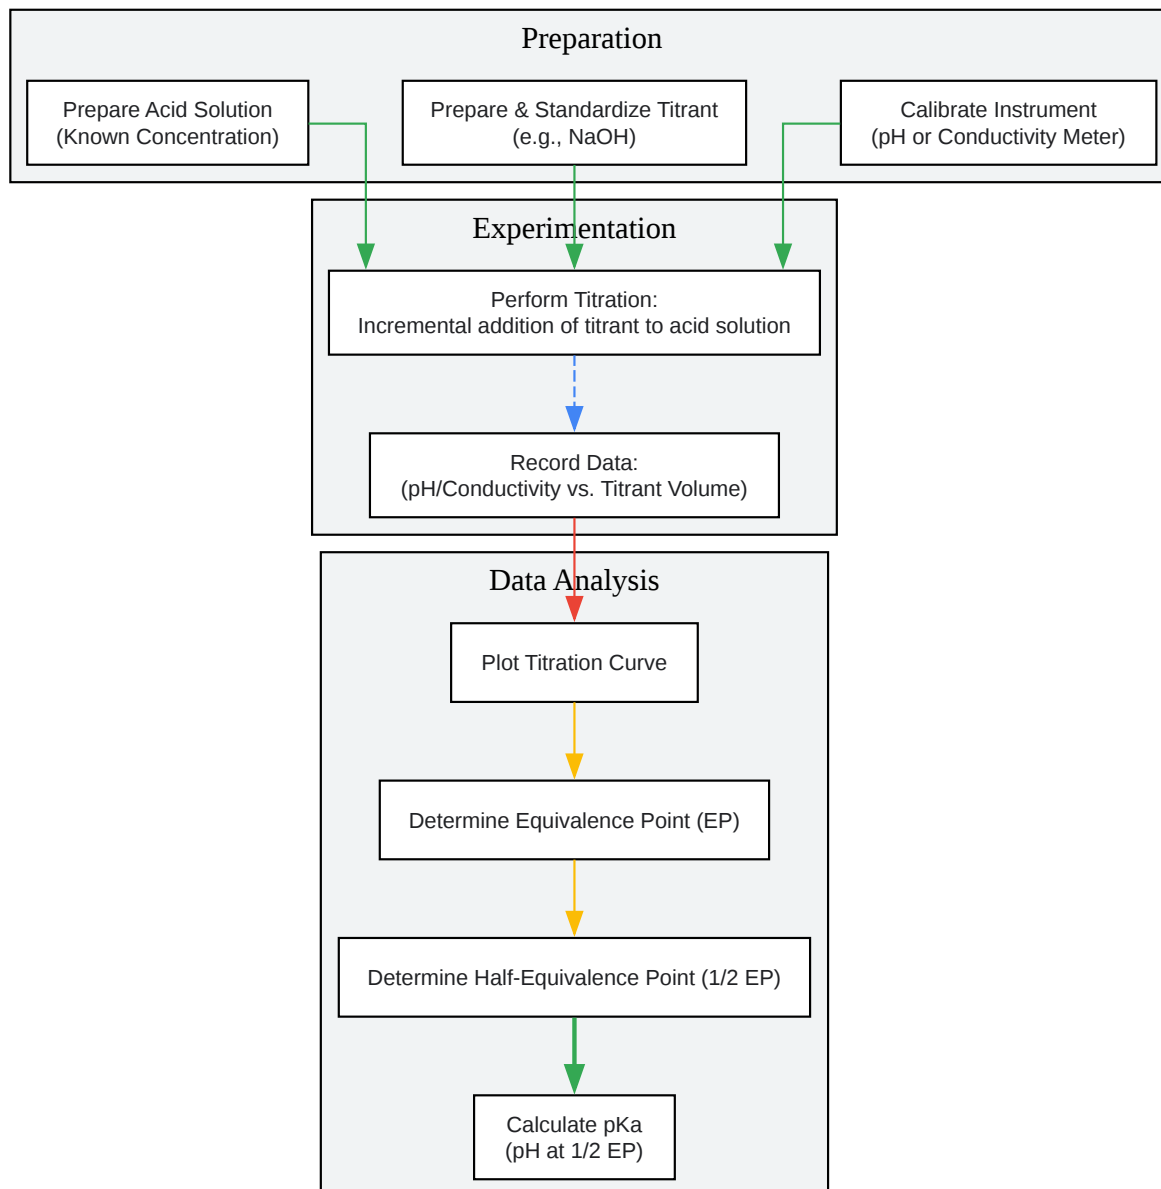 Preparation
Prepare Acid Solution
(Known Concentration)
Prepare & Standardize Titrant
(e.g., NaOH)
Calibrate Instrument
(pH or Conductivity Meter)
Experimentation
Perform Titration:
Incremental addition of titrant to acid solution
Record Data:
(pH/Conductivity vs. Titrant Volume)
Data Analysis
Plot Titration Curve
Determine Equivalence Point (EP)
Determine Half-Equivalence Point (1/2 EP)
Calculate pKa
(pH at 1/2 EP)